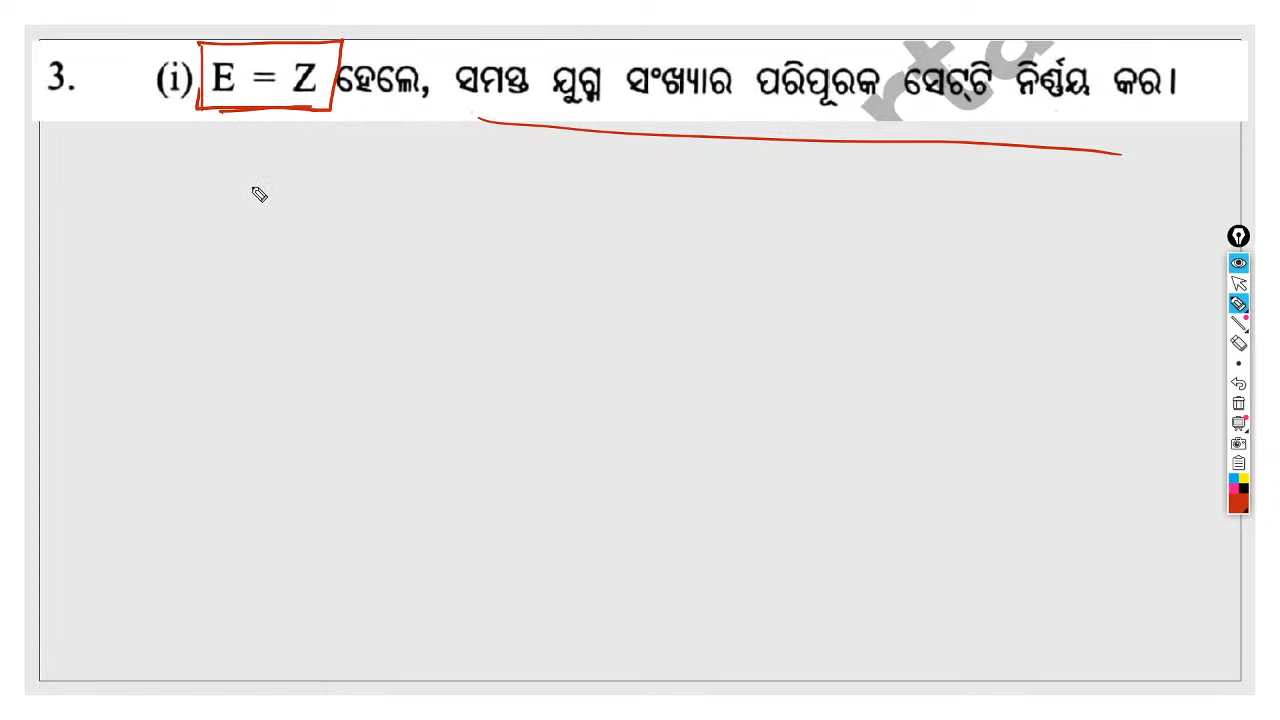 3. (i) E = Z ହେଲେ, ସମସ୍ତ ଯୁଗ୍ମ ସଂଖ୍ୟାର ପରିପୂରକ ସେଟ୍‌ଟି ନିର୍ଣ୍ଣୟ କର।